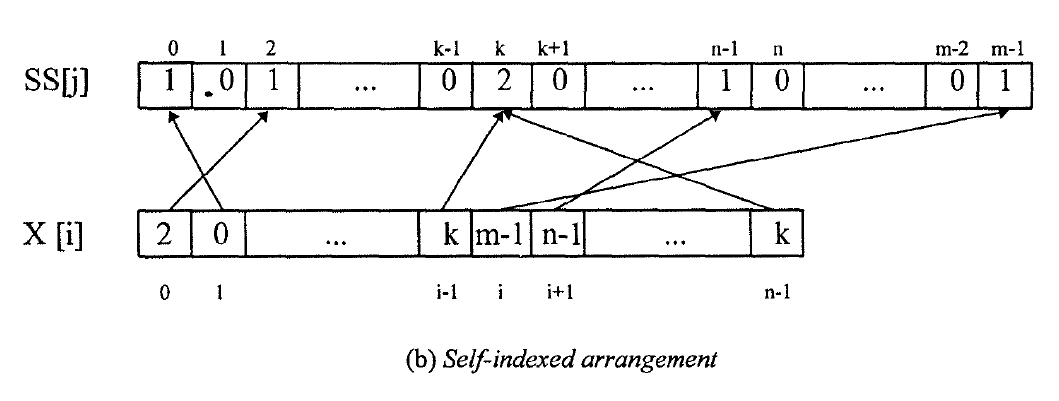 0 1 2 k-1 k k+1 n-1 n m-2 m-1
SS[j] 1 .0 1 ... 0 2 0 ... 1 0 ... 0 1
X [i] 2 0 ... k m-1 n-1 ... k
0 1 i-1 i i+1 n-1
(b) Self-indexed arrangement